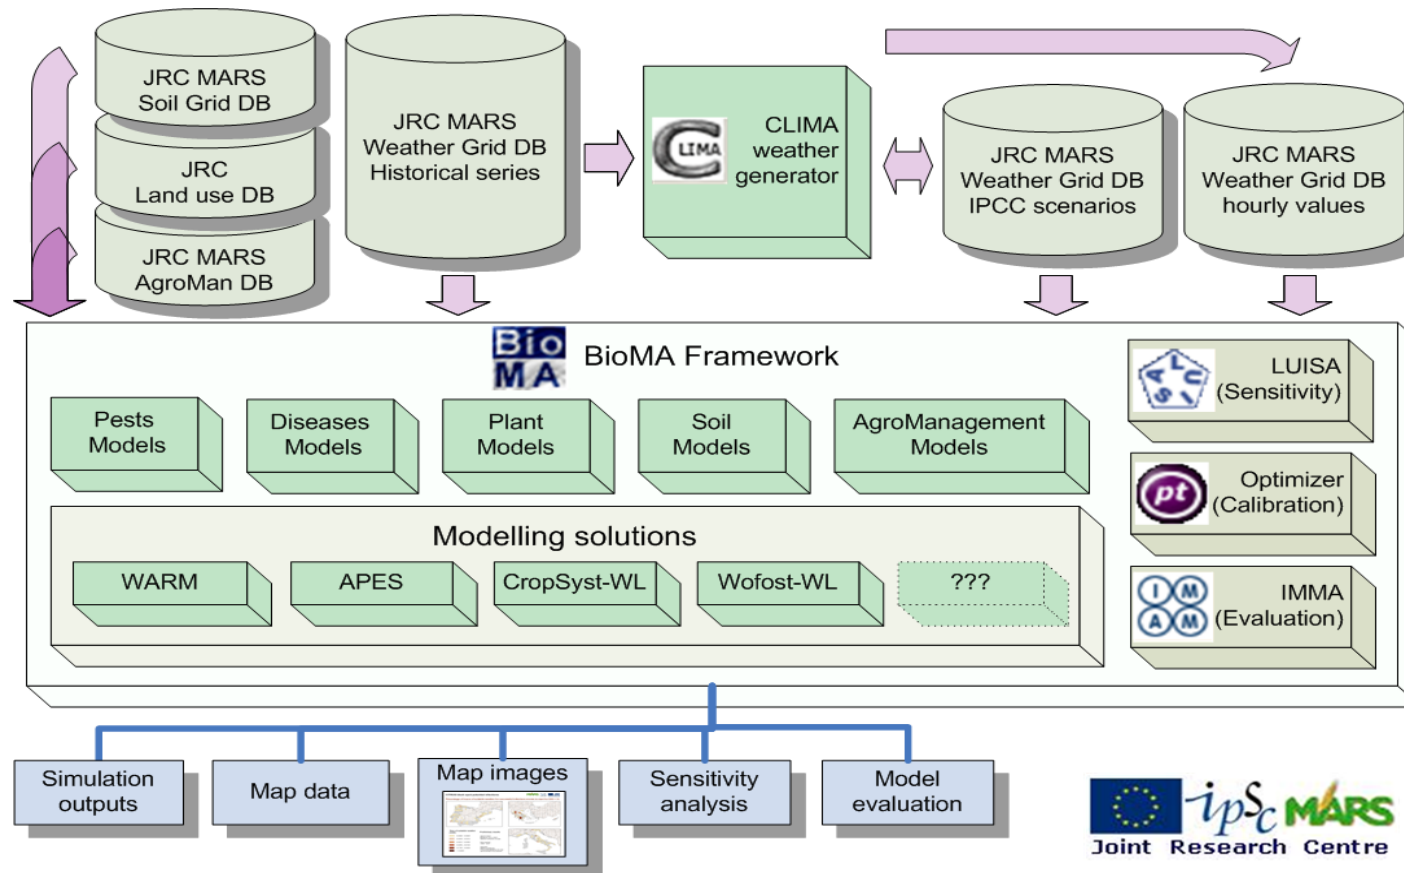 JRC MARS
Soil Grid DB
JRC
Land use DB
JRC MARS
AgroMan DB
JRC MARS
Weather Grid DB
Historical series
CLIMA
CLIMA
weather
generator
JRC MARS
Weather Grid DB
IPCC scenarios
JRC MARS
Weather Grid DB
hourly values
Bio
MA
BioMA Framework
Pests
Models
Diseases
Models
Plant
Models
Soil
Models
AgroManagement
Models
LUISA
LUISA
(Sensitivity)
pt
Optimizer
(Calibration)
I M
A M
IMMA
(Evaluation)
Modelling solutions
WARM
APES
CropSyst-WL
Wofost-WL
???
Simulation
outputs
Map data
Map images
Sensitivity
analysis
Model
evaluation
ipSc MARS
Joint Research Centre